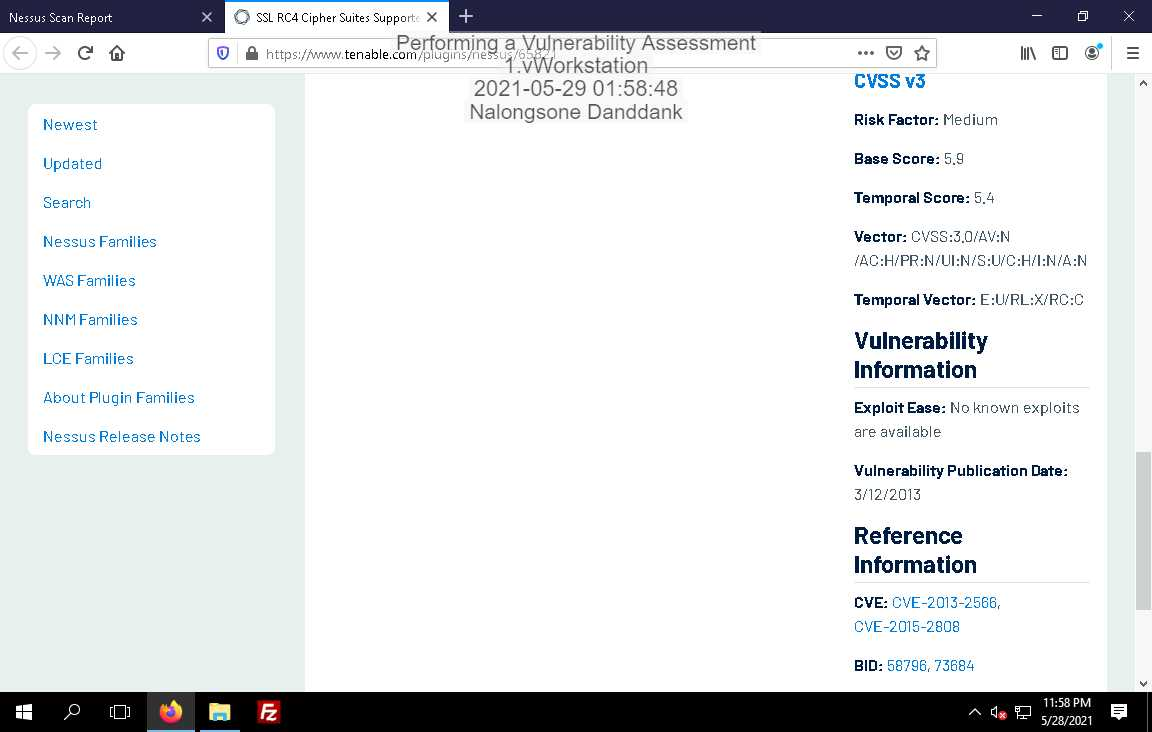 Nessus Scan Report
SSL RC4 Cipher Suites Supporte
Performing a Vulnerability Assessment
https://www.tenable.com/plugins/nessus/65821
1.vWorkstation
2021-05-29 01:58:48
Nalongsone Danddank
Newest
Updated
Search
Nessus Families
WAS Families
NNM Families
LCE Families
About Plugin Families
Nessus Release Notes
CVSS v3
Risk Factor: Medium
Base Score: 5.9
Temporal Score: 5.4
Vector: CVSS:3.0/AV:N
/AC:H/PR:N/UI:N/S:U/C:H/I:N/A:N
Temporal Vector: E:U/RL:X/RC:C
Vulnerability
Information
Exploit Ease: No known exploits
are available
Vulnerability Publication Date:
3/12/2013
Reference
Information
CVE: CVE-2013-2566,
CVE-2015-2808
BID: 58796, 73684
11:58 PM
5/28/2021